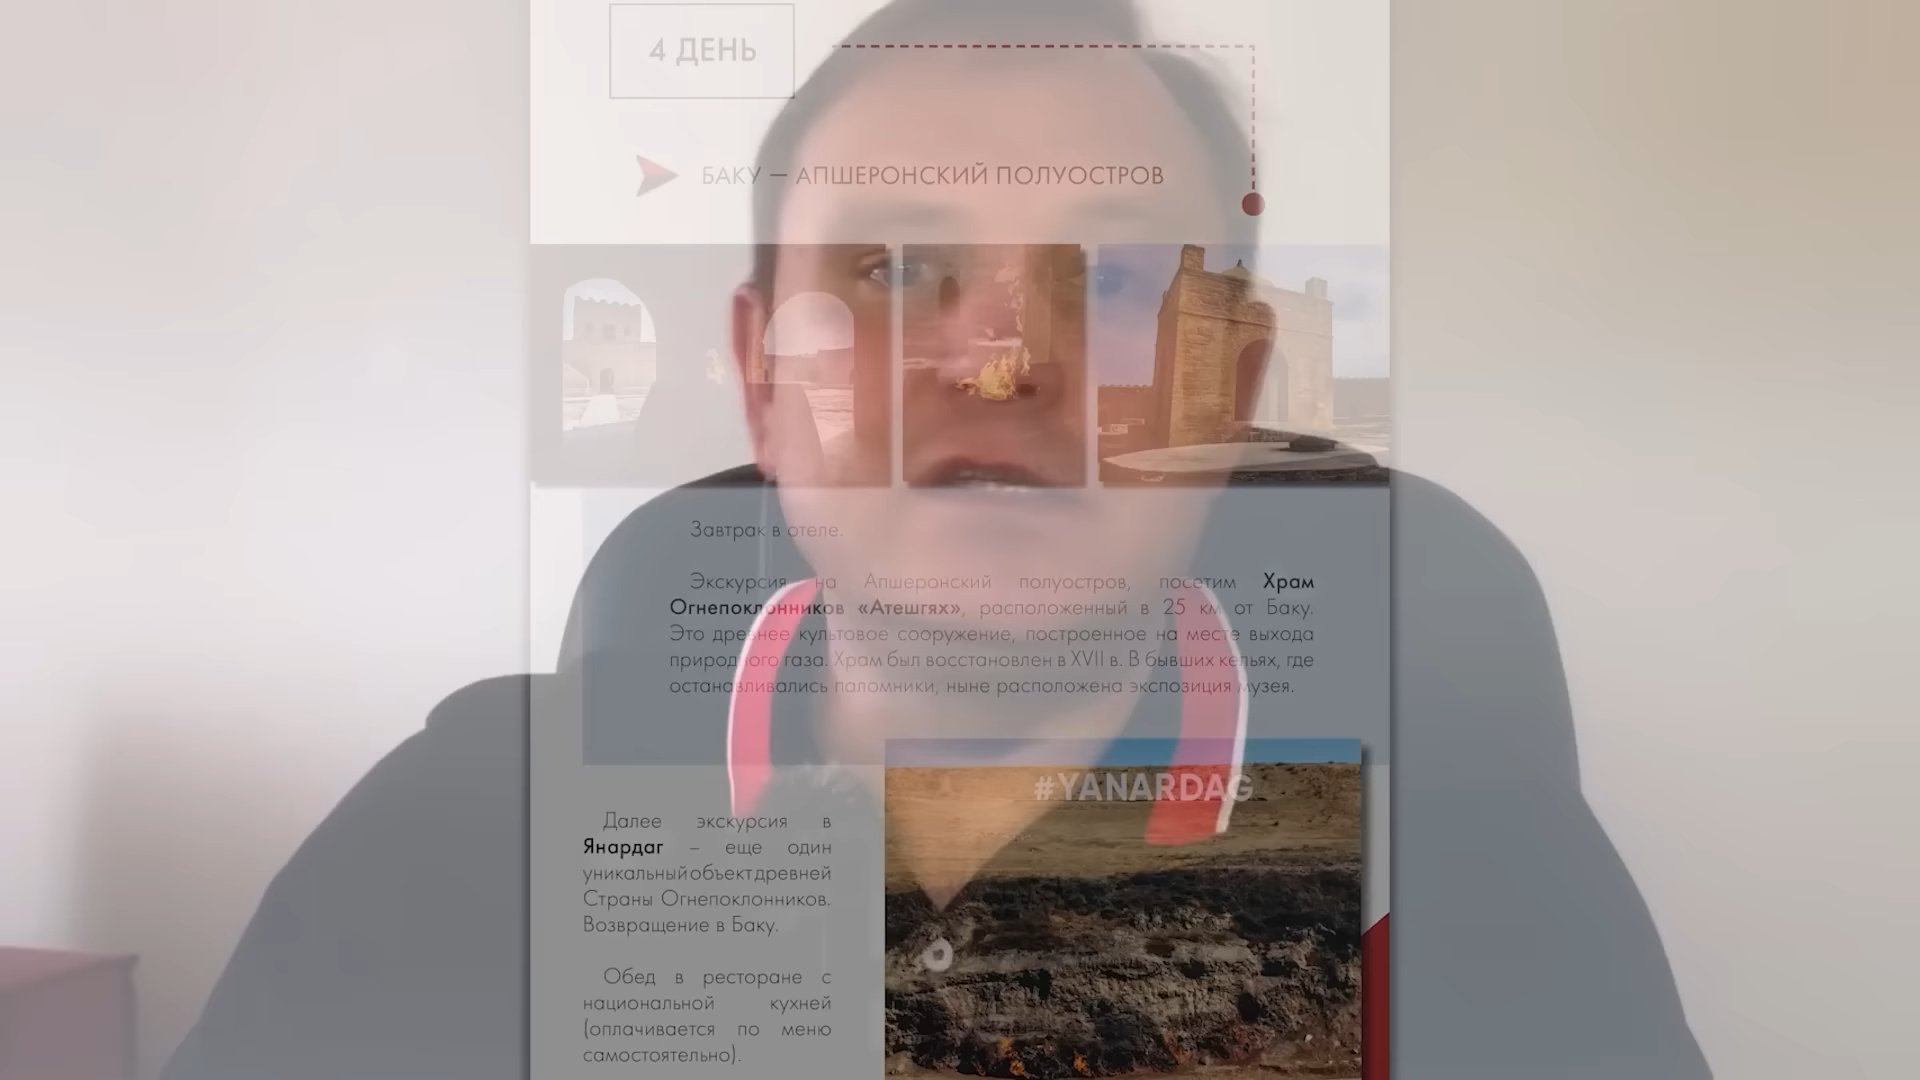 4 ДЕНЬ
БАКУ — АПШЕРОНСКИЙ ПОЛУОСТРОВ
Завтрак в отеле.
Экскурсия на Апшеронский полуостров, посетим Храм
Огнепоклонников «Атешгях», расположенный в 25 км от Баку.
Это древнее культовое сооружение, построенное на месте выхода
природного газа. Храм был восстановлен в XVII в. В бывших кельях, где
останавливались паломники, ныне расположена экспозиция музея.
#YANARDAG
Далее экскурсия в
Янардаг – еще один
уникальный объект древней
Страны Огнепоклонников.
Возвращение в Баку.
Обед в ресторане с
национальной кухней
(оплачивается по меню
самостоятельно).